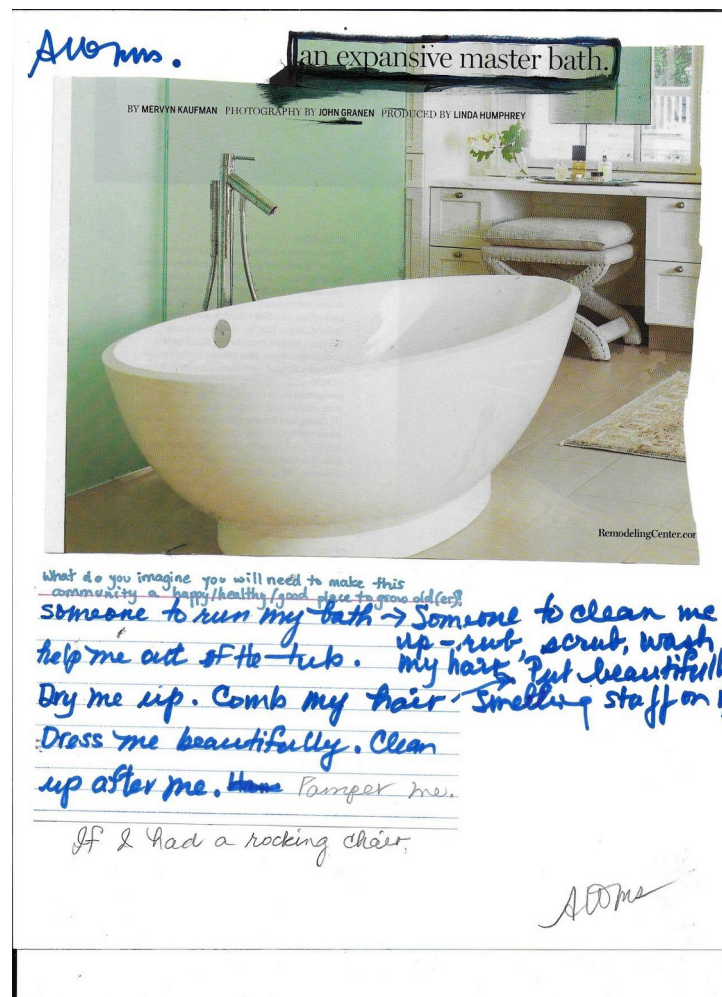 an expansive master bath.
BY MERVYN KAUFMAN PHOTOGRAPHY BY JOHN GRANEN PRODUCED BY LINDA HUMPHREY
RemodelingCenter.com
What do you imagine you will need to make this
community a happy/healthy/good place to grow old(er)?
someone to run my bath → Someone to clean me
up - rub, scrub, wash
help me out of the tub. my hair, Put beautifully
Dry me up. Comb my hair smelling stuff on
Dress me beautifully. Clean
up after me. Pamper me.
If I had a rocking chair.